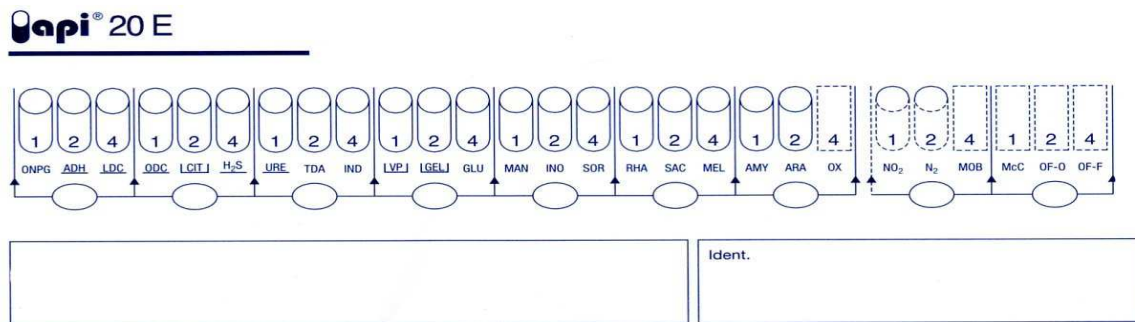 api® 20 E
1 2 4 1 2 4 1 2 4 1 2 4 1 2 4 1 2 4 1 2 4 1 2 4 1 2 4
ONPG ADH LDC ODC CIT H₂S URE TDA IND VP GEL GLU MAN INO SOR RHA SAC MEL AMY ARA OX NO₂ N₂ MOB McC OF-O OF-F
Ident.